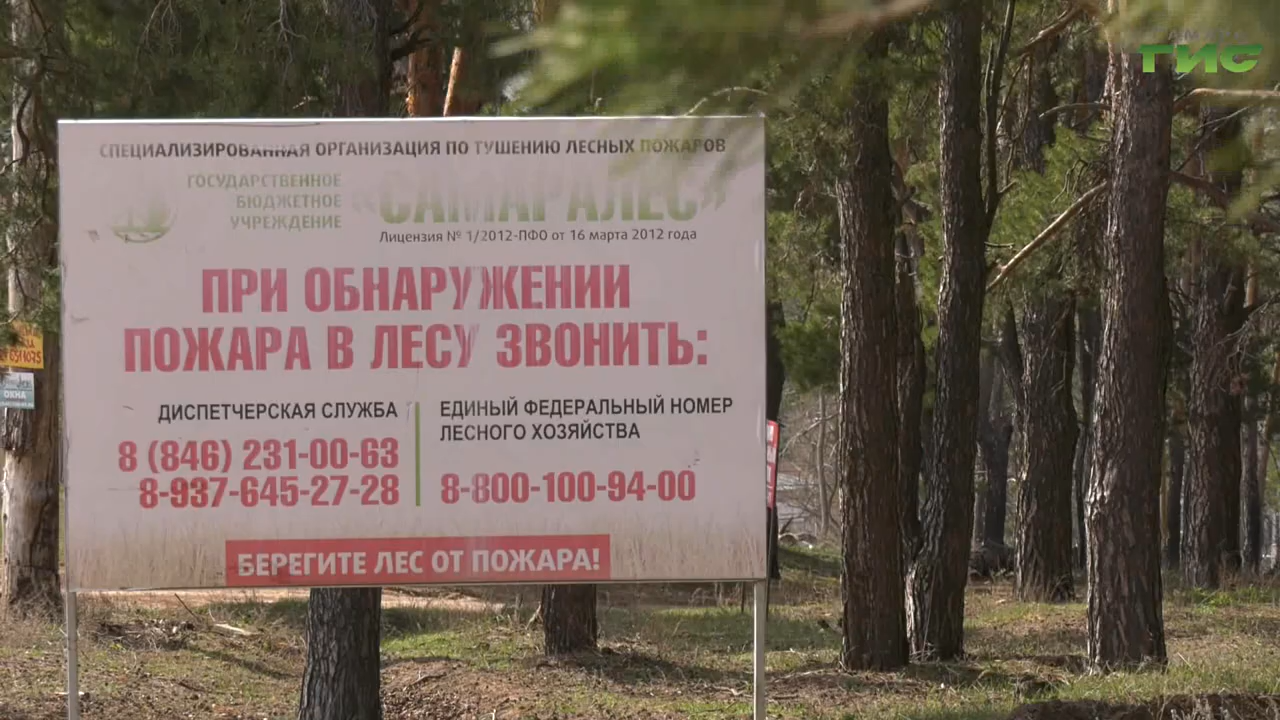 ГИС
СПЕЦИАЛИЗИРОВАННАЯ ОРГАНИЗАЦИЯ ПО ТУШЕНИЮ ЛЕСНЫХ ПОЖАРОВ
ГОСУДАРСТВЕННОЕ
БЮДЖЕТНОЕ
УЧРЕЖДЕНИЕ
«САМАРАЛЕС»
Лицензия № 1/2012-ПФО от 16 марта 2012 года
ПРИ ОБНАРУЖЕНИИ
ПОЖАРА В ЛЕСУ ЗВОНИТЬ:
ДИСПЕТЧЕРСКАЯ СЛУЖБА
8 (846) 231-00-63
8-937-645-27-28
ЕДИНЫЙ ФЕДЕРАЛЬНЫЙ НОМЕР
ЛЕСНОГО ХОЗЯЙСТВА
8-800-100-94-00
БЕРЕГИТЕ ЛЕС ОТ ПОЖАРА!
ОКНА